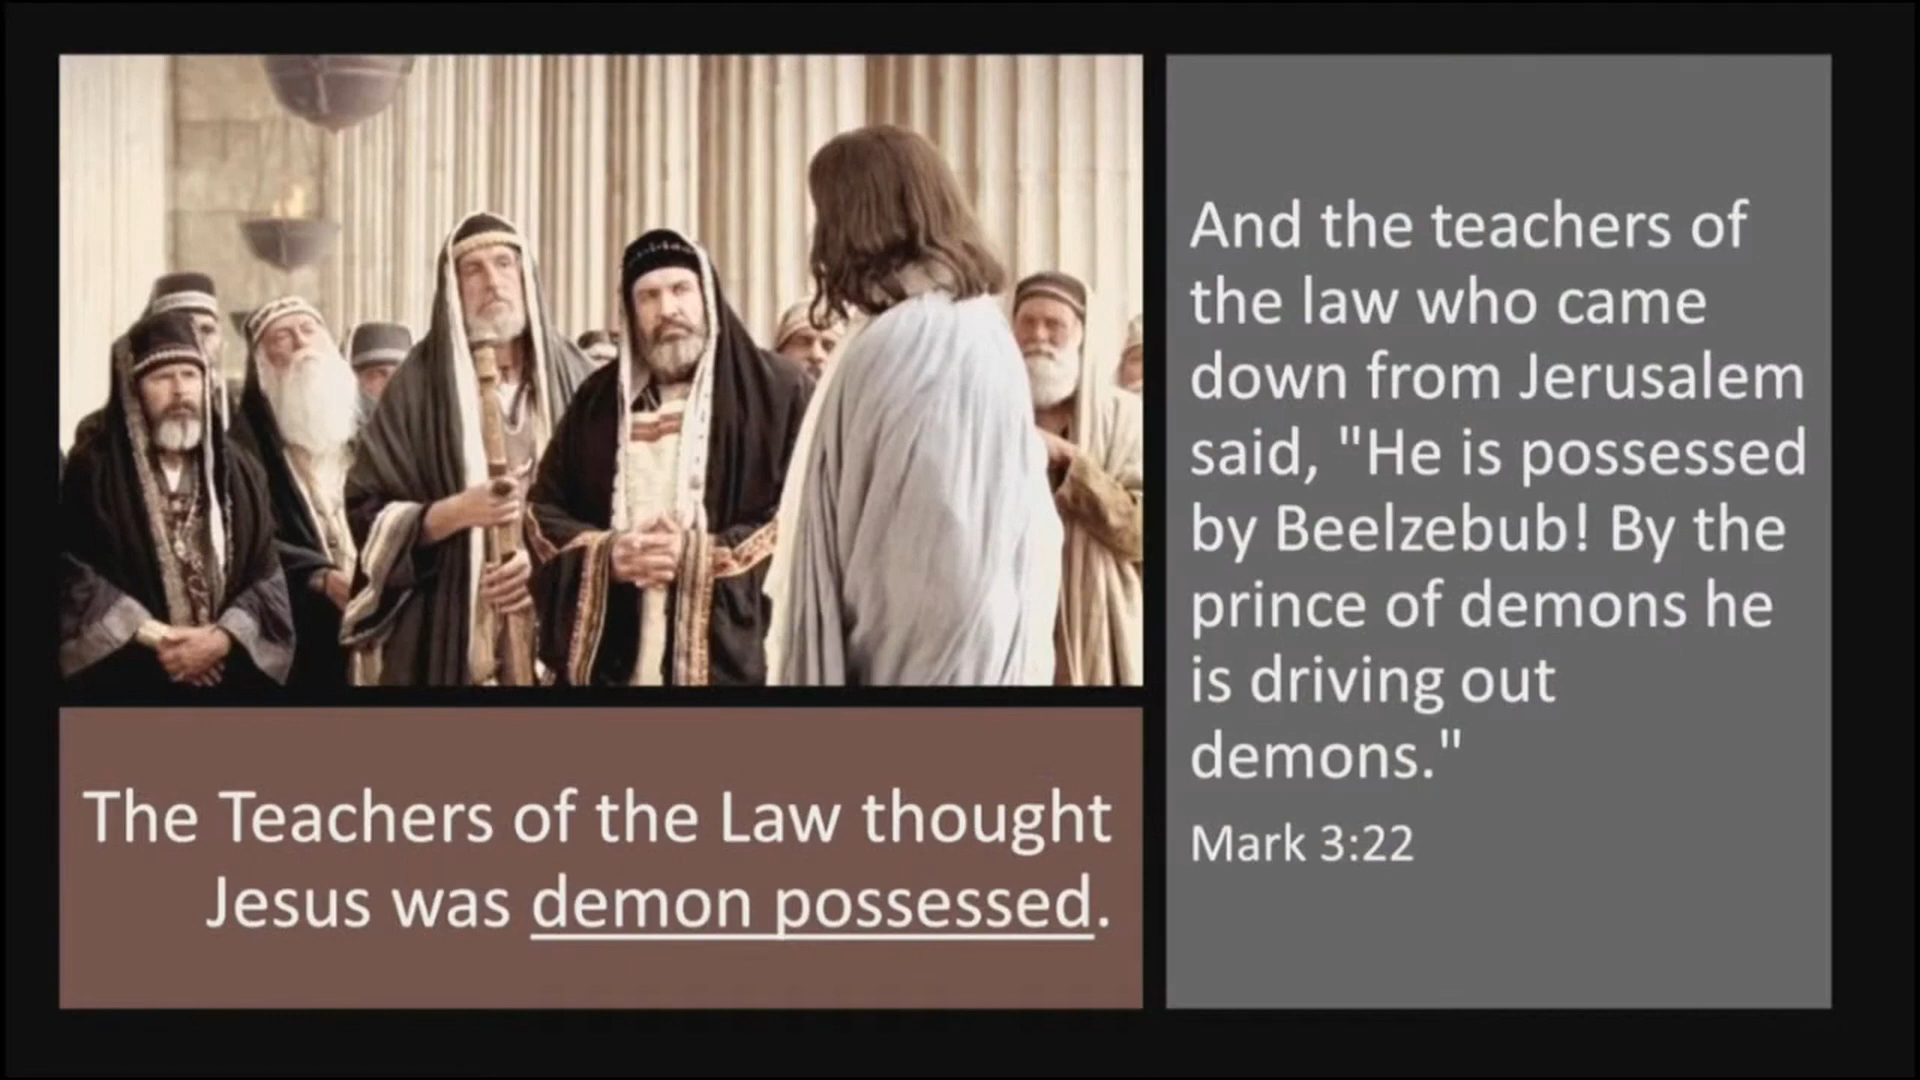 The Teachers of the Law thought
Jesus was demon possessed.
And the teachers of
the law who came
down from Jerusalem
said, "He is possessed
by Beelzebub! By the
prince of demons he
is driving out
demons."
Mark 3:22